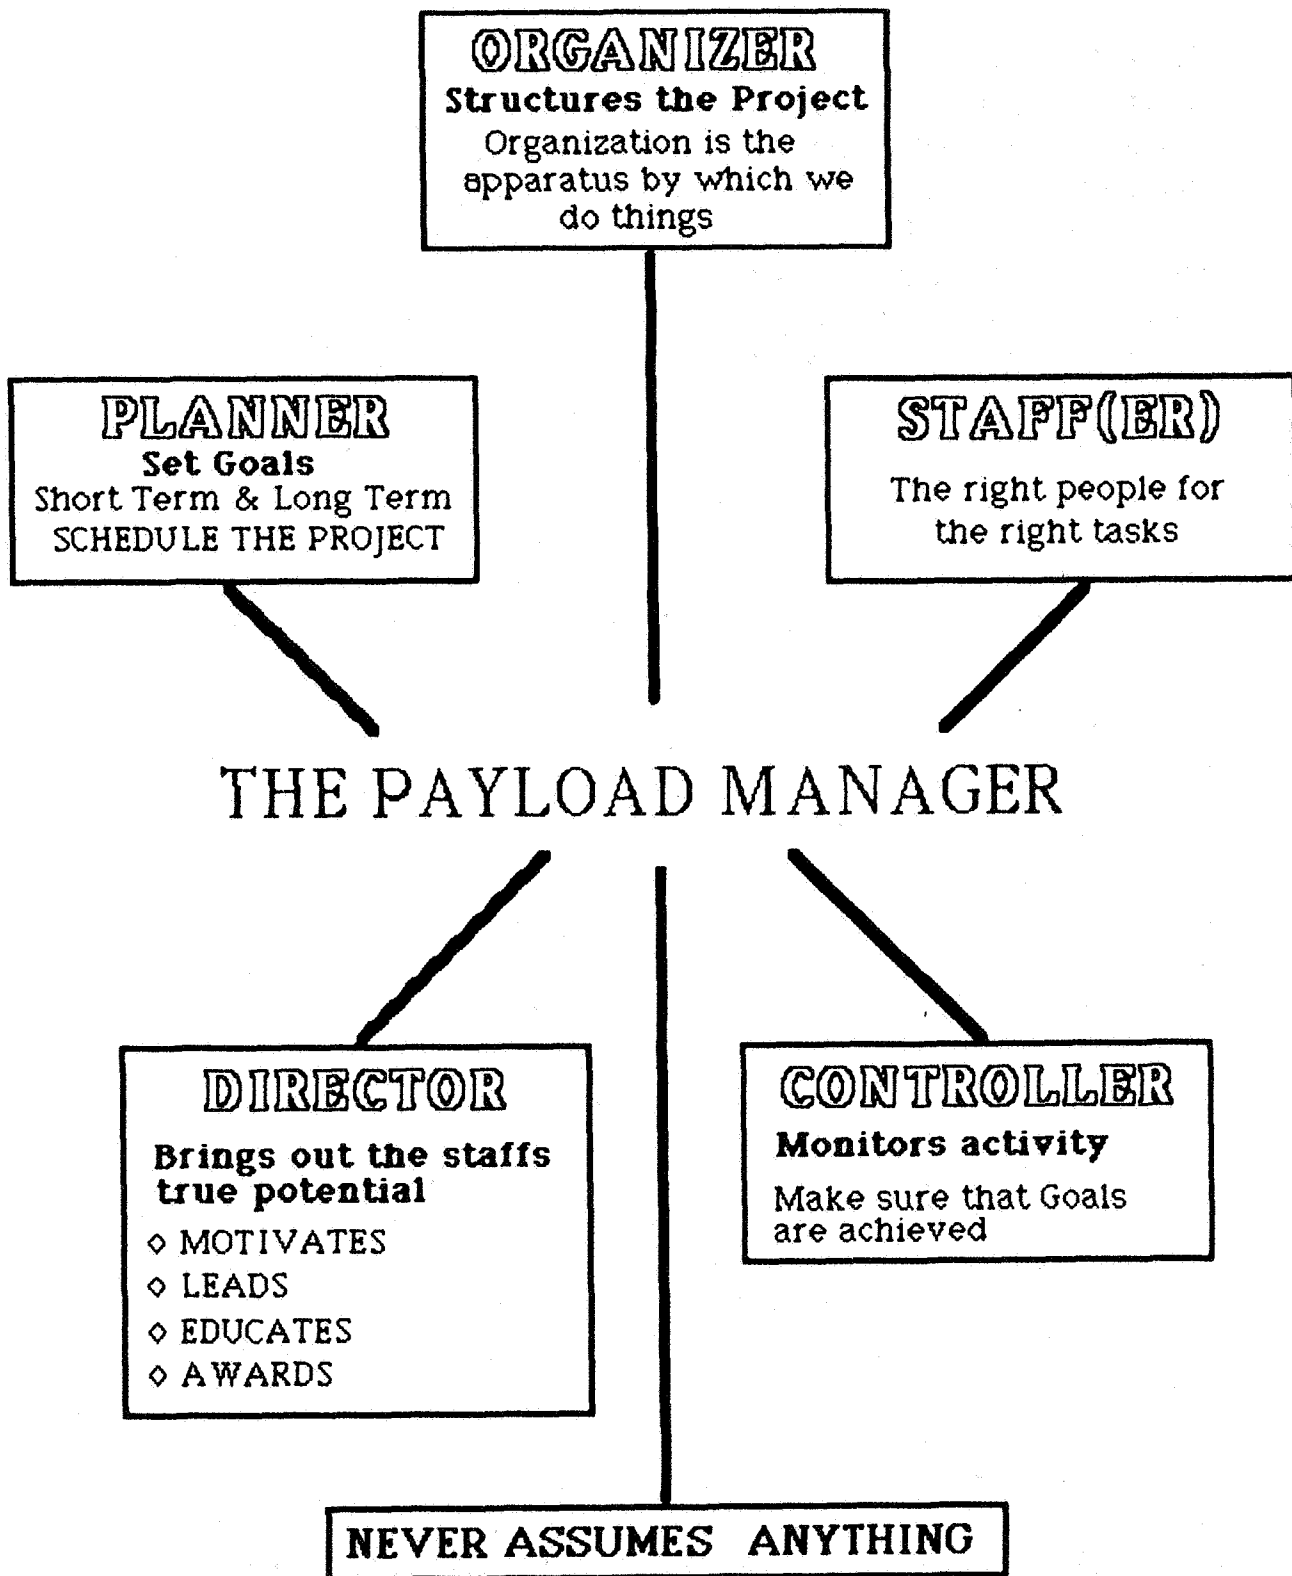 ORGANIZER
Structures the Project
Organization is the
apparatus by which we
do things
PLANNER
Set Goals
Short Term & Long Term
SCHEDULE THE PROJECT
STAFF(ER)
The right people for
the right tasks
THE PAYLOAD MANAGER
DIRECTOR
Brings out the staffs
true potential
◇ MOTIVATES
◇ LEADS
◇ EDUCATES
◇ AWARDS
CONTROLLER
Monitors activity
Make sure that Goals
are achieved
NEVER ASSUMES ANYTHING